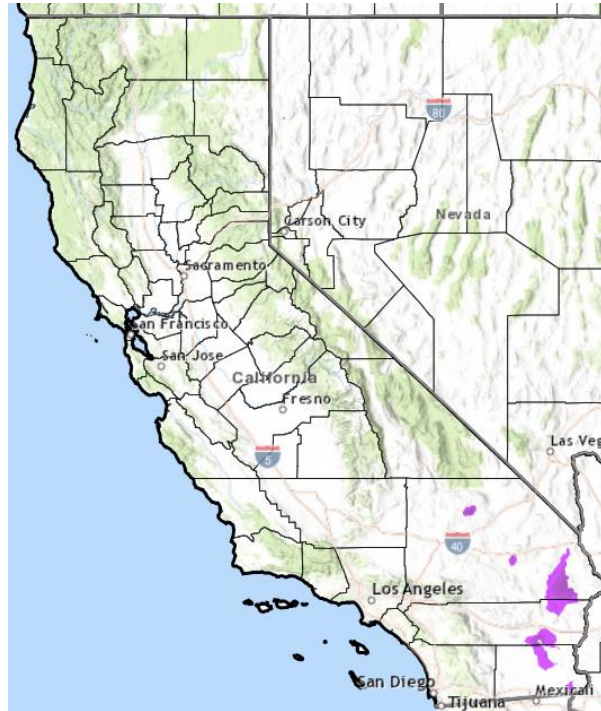 80
Carson City
Nevada
Sacramento
San Francisco
San Jose
California
Fresno
5
Las Veg
40
Los Angeles
San Diego
Mexicali
Tijuana